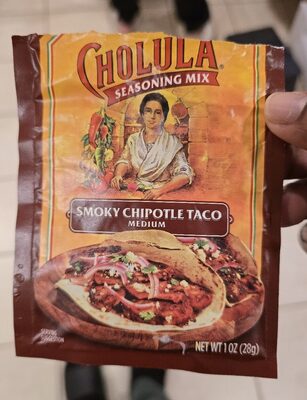 CHOLULA
SEASONING MIX
SMOKY CHIPOTLE TACO
MEDIUM
SERVING
SUGGESTION
NET WT 1 OZ (28g)